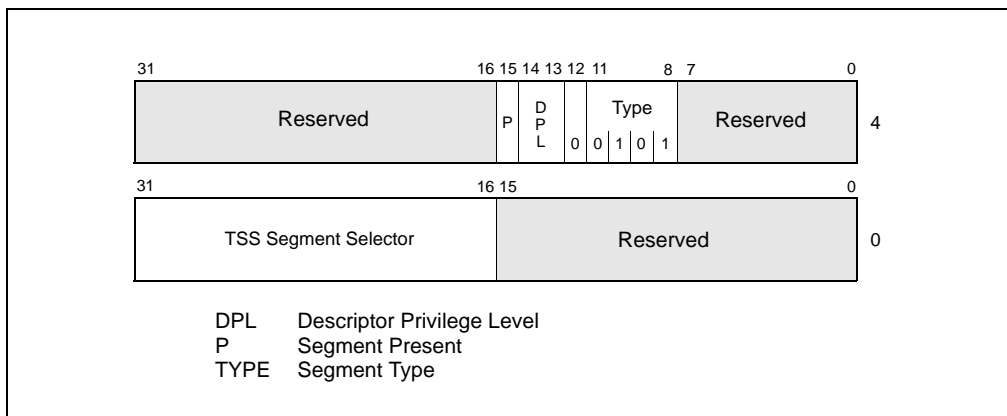 31 16 15 14 13 12 11 8 7 0
Reserved P DPL 0 Type 0 1 0 1 Reserved 4
31 16 15 0
TSS Segment Selector Reserved 0
DPL Descriptor Privilege Level
P Segment Present
TYPE Segment Type